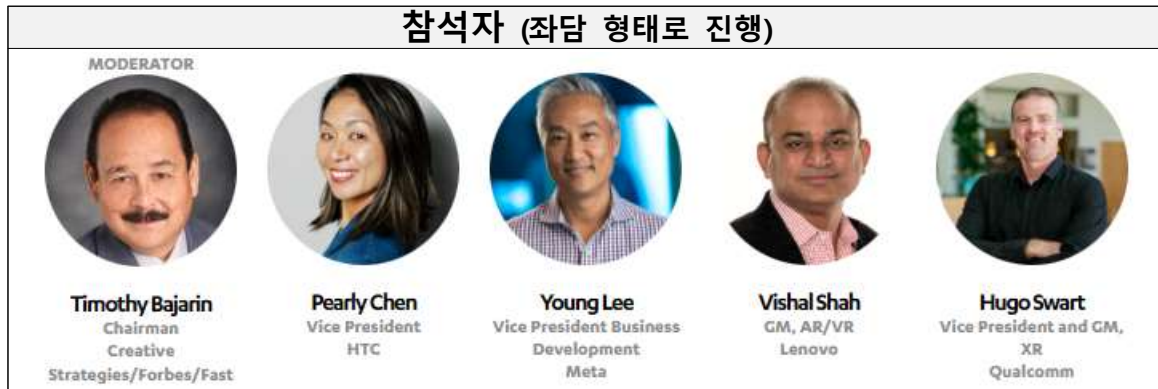 참석자 (좌담 형태로 진행)
MODERATOR
Timothy Bajarin
Chairman
Creative
Strategies/Forbes/Fast
Pearly Chen
Vice President
HTC
Young Lee
Vice President Business
Development
Meta
Vishal Shah
GM, AR/VR
Lenovo
Hugo Swart
Vice President and GM,
XR
Qualcomm